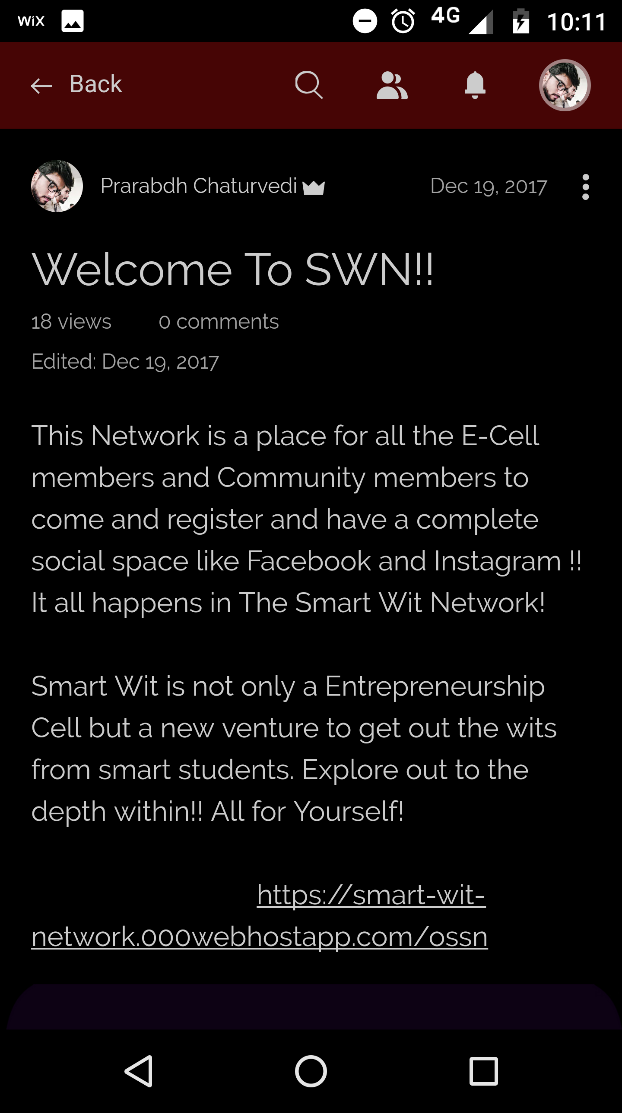 WiX 4G 10:11
Back
Prarabdh Chaturvedi Dec 19, 2017
Welcome To SWN!!
18 views 0 comments
Edited: Dec 19, 2017
This Network is a place for all the E-Cell
members and Community members to
come and register and have a complete
social space like Facebook and Instagram !!
It all happens in The Smart Wit Network!
Smart Wit is not only a Entrepreneurship
Cell but a new venture to get out the wits
from smart students. Explore out to the
depth within!! All for Yourself!
https://smart-wit-
network.000webhostapp.com/ossn